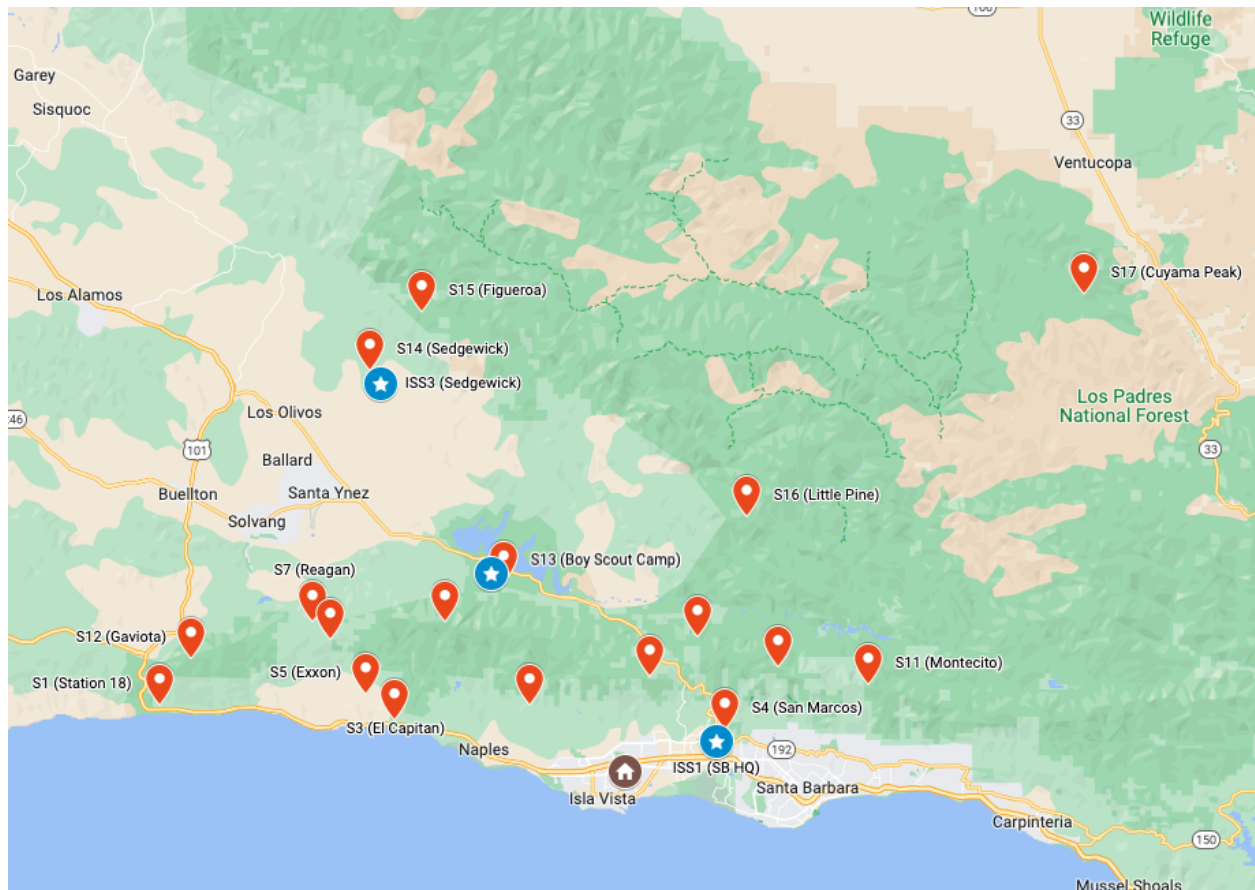 166
Wildlife
Refuge
Garey
Sisquoc
33
Ventucopa
S17 (Cuyama Peak)
S15 (Figueroa)
Los Alamos
S14 (Sedgewick)
ISS3 (Sedgewick)
Los Padres
National Forest
Los Olivos
246
101
33
Ballard
Buellton
Santa Ynez
S16 (Little Pine)
Solvang
S13 (Boy Scout Camp)
S7 (Reagan)
S12 (Gaviota)
S11 (Montecito)
S5 (Exxon)
S1 (Station 18)
S4 (San Marcos)
S3 (El Capitan)
Naples
192
ISS1 (SB HQ)
Santa Barbara
Isla Vista
Carpinteria
150
Mussel Shoals